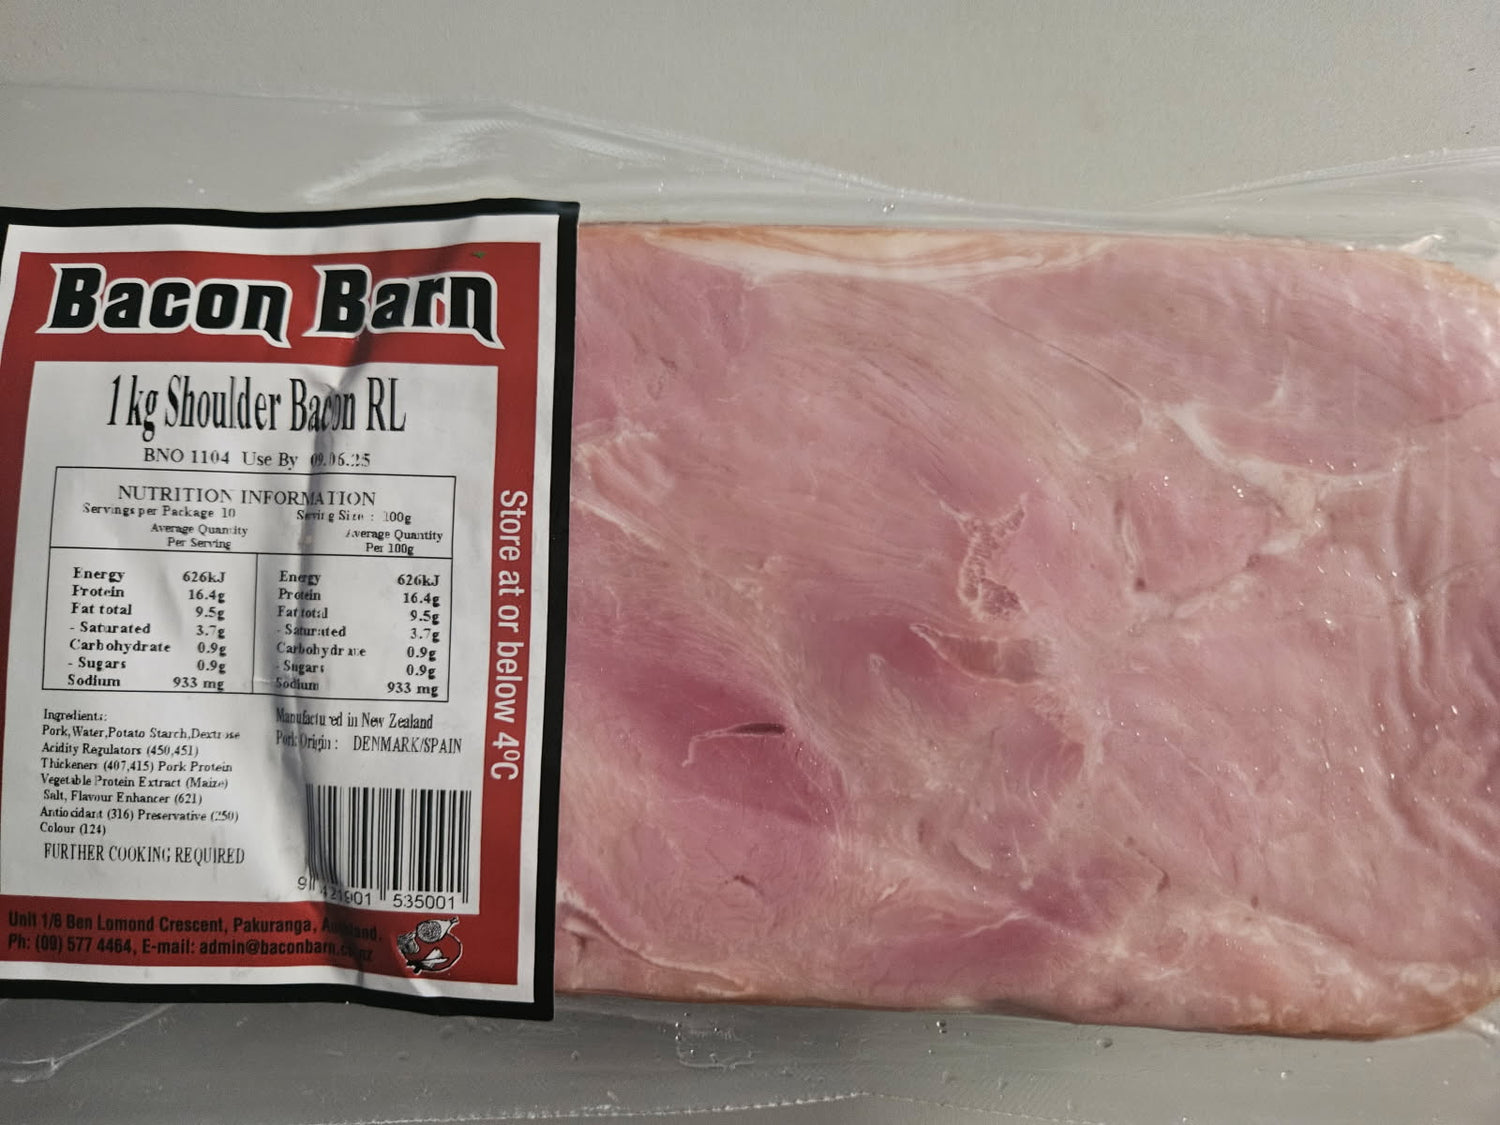 Bacon Barn
1 kg Shoulder Bacon RL
BNO 1104 Use By 09.06.25
NUTRITION INFORMATION
Servings per Package 10 Serving Size : 100g
Average Quantity Average Quantity
Per Serving Per 100g
Energy 626kJ Energy 626kJ
Protein 16.4g Protein 16.4g
Fat total 9.5g Fat total 9.5g
- Saturated 3.7g - Saturated 3.7g
Carbohydrate 0.9g Carbohydrate 0.9g
- Sugars 0.9g - Sugars 0.9g
Sodium 933 mg Sodium 933 mg
Store at or below 4ºC
Ingredients:
Pork, Water, Potato Starch, Dextrose
Acidity Regulators (450,451)
Thickeners (407,415) Pork Protein
Vegetable Protein Extract (Maize)
Salt, Flavour Enhancer (621)
Antioxidant (316) Preservative (250)
Colour (124)
FURTHER COOKING REQUIRED
Manufactured in New Zealand
Pork Origin : DENMARK/SPAIN
9 421901 535001
Unit 1/6 Ben Lomond Crescent, Pakuranga, Auckland.
Ph: (09) 577 4464, E-mail: admin@baconbarn.co.nz